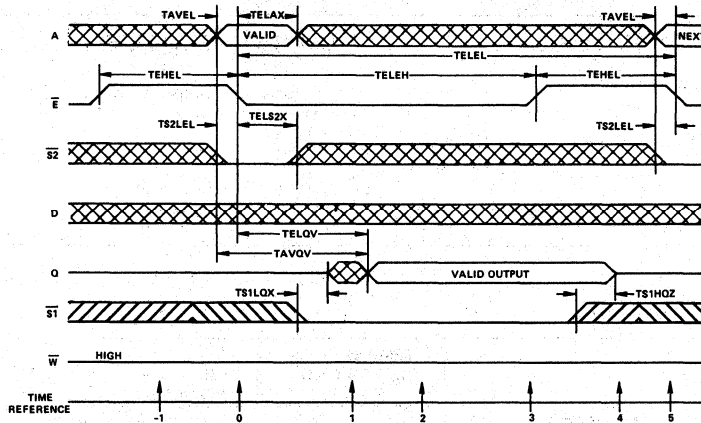 TAVEL TELAX TAVEL
A VALID NEXT
TELEL
TEHEL TELEH TEHEL
E
TS2LEL TELS2X TS2LEL
S2
D
TELQV
TAVQV
Q VALID OUTPUT
TS1LQX TS1HQZ
S1
W HIGH
TIME
REFERENCE
-1 0 1 2 3 4 5